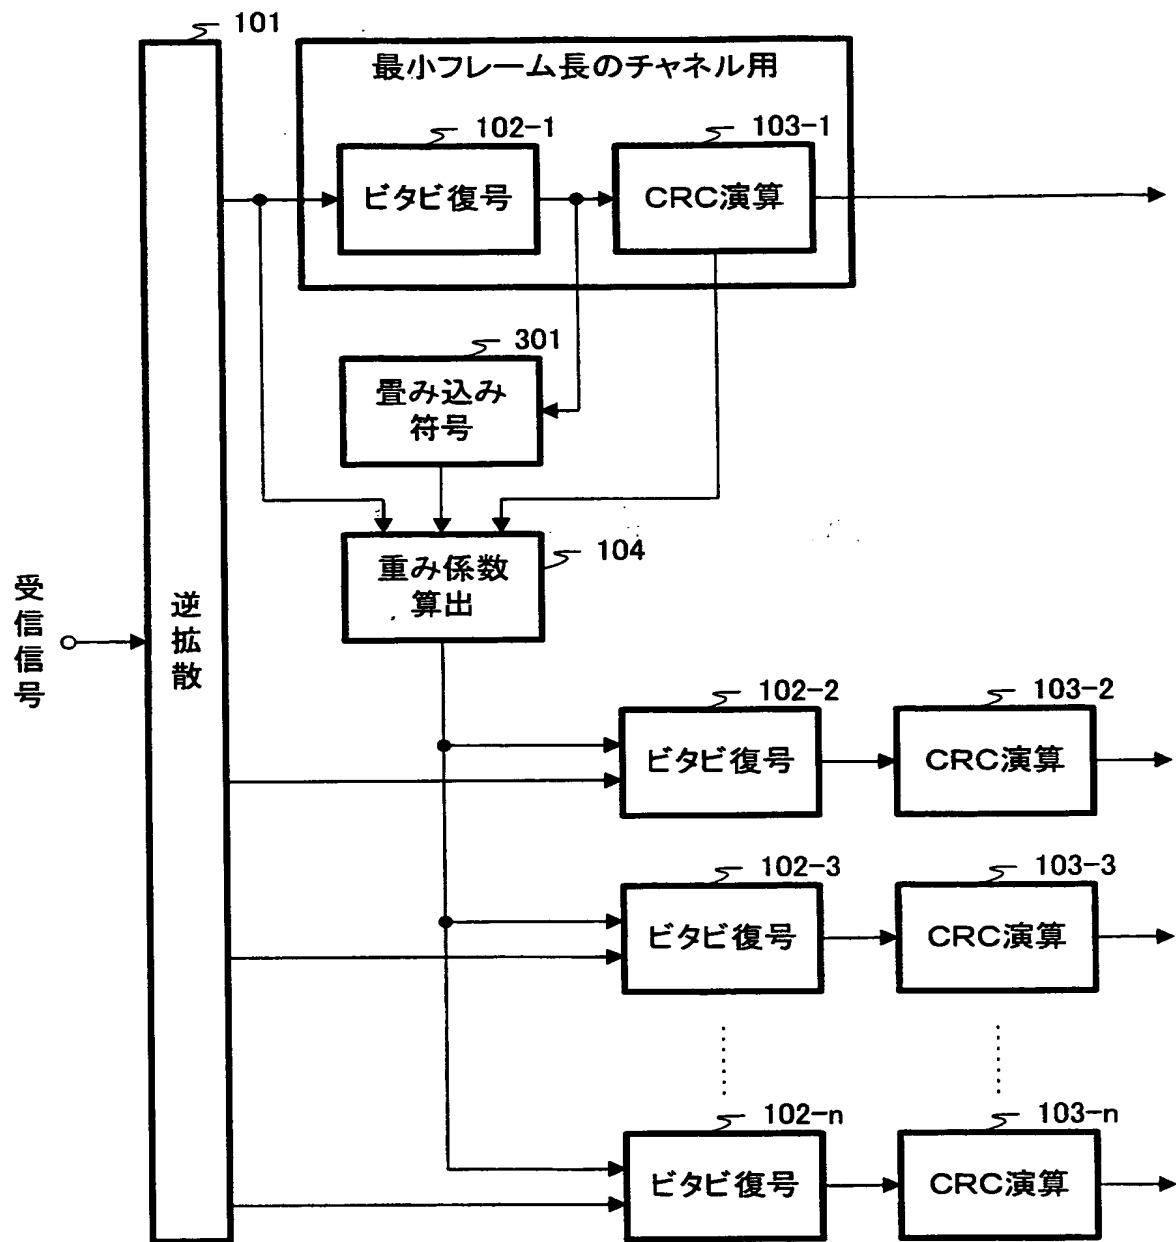 101
最小フレーム長のチャネル用
102-1
103-1
ビタビ復号
CRC演算
301
畳み込み
符号
104
重み係数
算出
受信信号
逆拡散
102-2
103-2
ビタビ復号
CRC演算
102-3
103-3
ビタビ復号
CRC演算
102-n
103-n
ビタビ復号
CRC演算